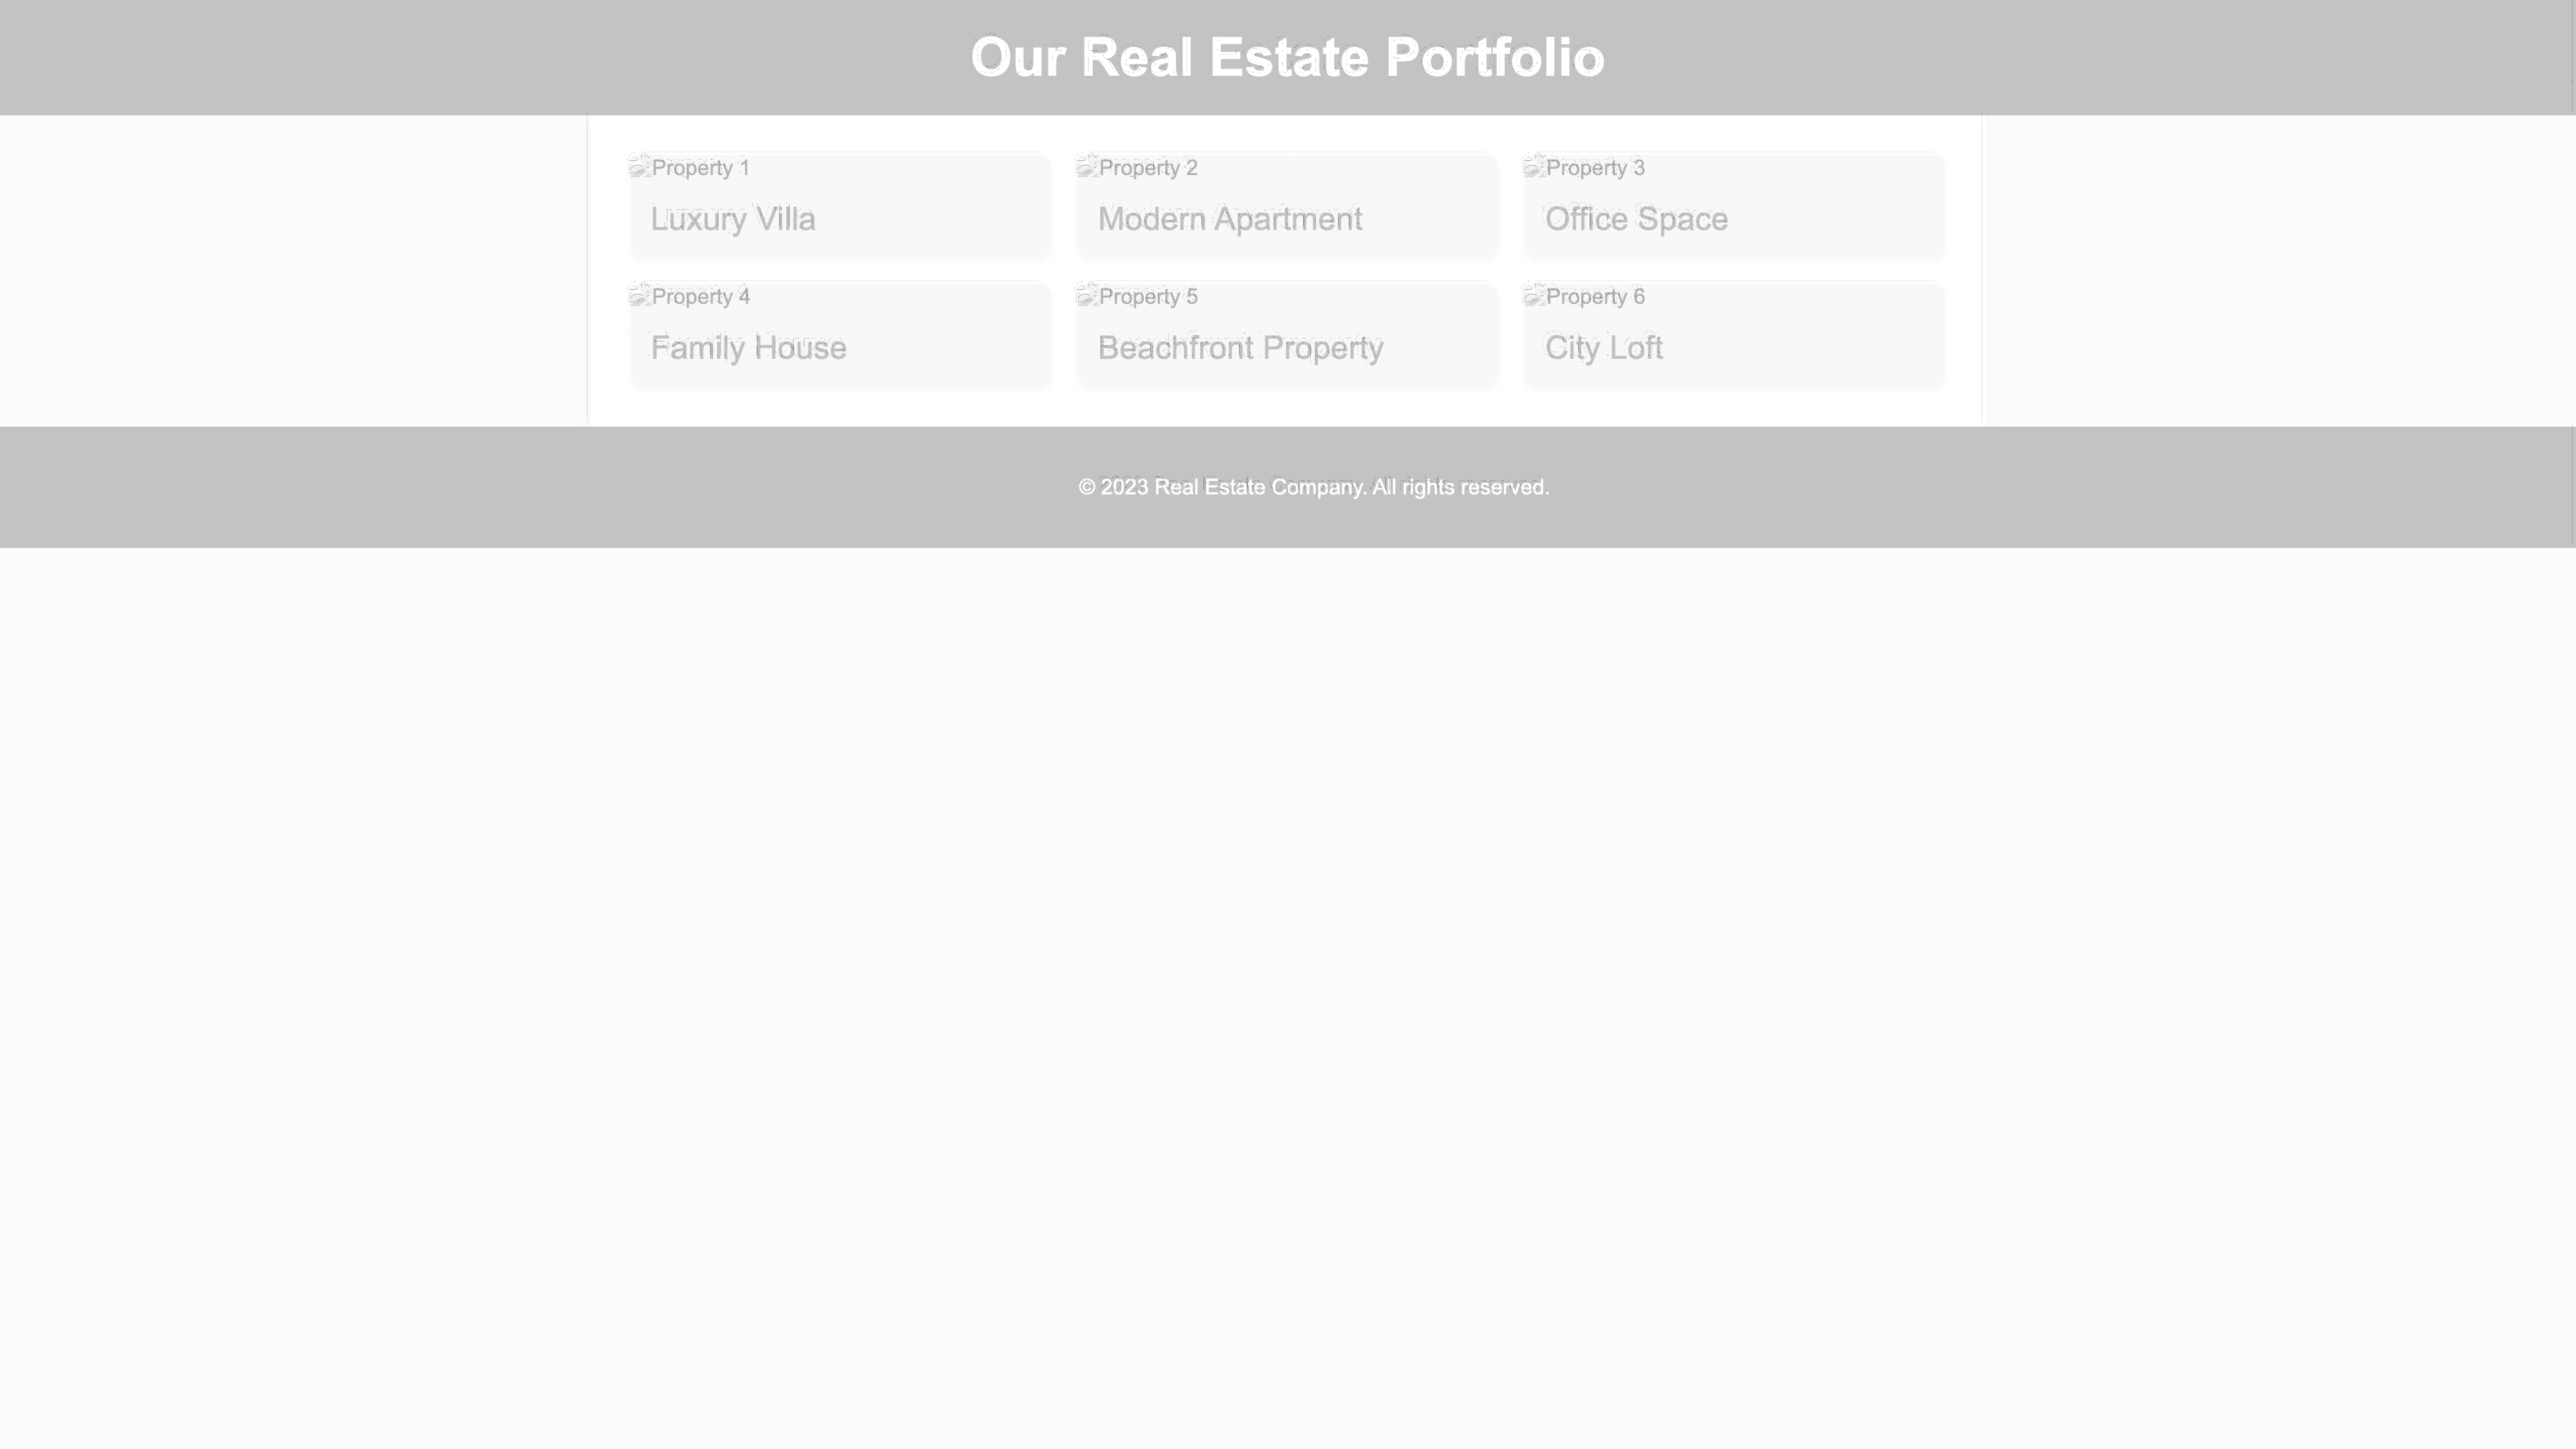 Our Real Estate Portfolio
Property 1
Luxury Villa
Property 2
Modern Apartment
Property 3
Office Space
Property 4
Family House
Property 5
Beachfront Property
Property 6
City Loft
© 2023 Real Estate Company. All rights reserved.